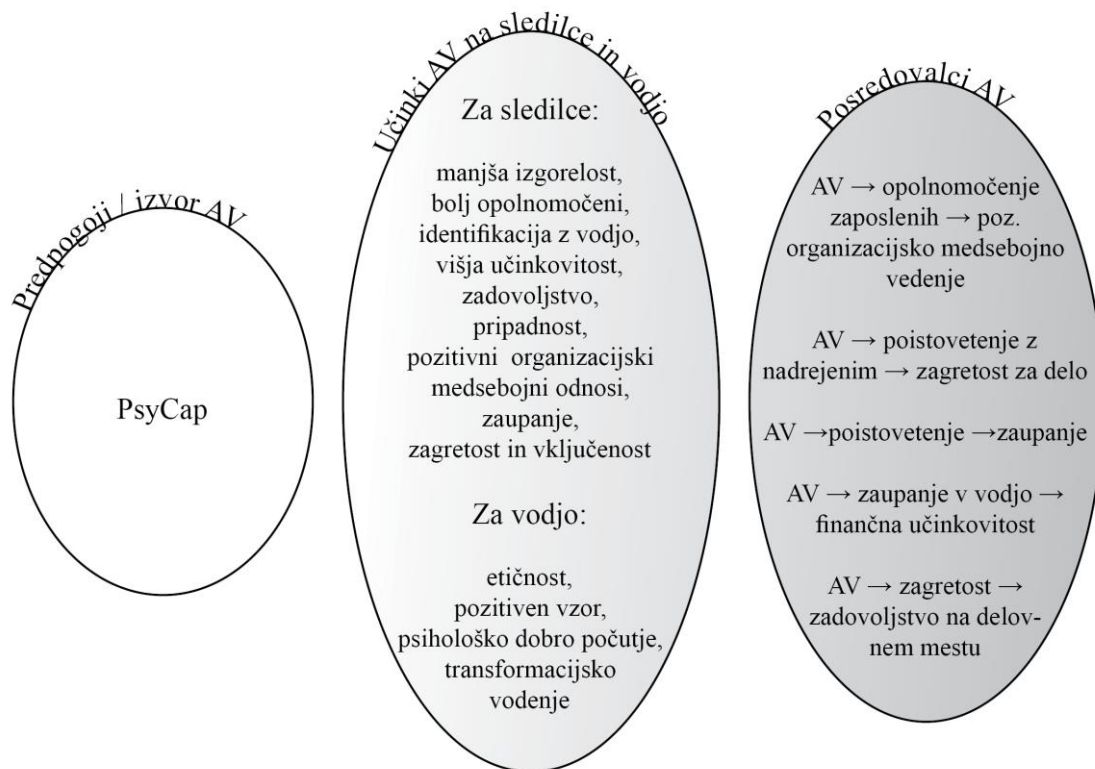 Predpogoji / izvor AV
PsyCap
Učinki AV na sledilce in vodjo
Za sledilce:
manjša izgorelost,
bolj opolnomočeni,
identifikacija z vodjo,
višja učinkovitost,
zadovoljstvo,
pripadnost,
pozitivni organizacijski
medsebojni odnosi,
zaupanje,
zagretost in vključenost
Za vodjo:
etičnost,
pozitiven vzor,
psihološko dobro počutje,
transformacijsko
vodenje
Posredovalci AV
AV → opolnomočenje
zaposlenih → poz.
organizacijsko medsebojno
vedenje
AV → poistovetenje z
nadrejenim → zagretost za delo
AV →poistovetenje →zaupanje
AV → zaupanje v vodjo →
finančna učinkovitost
AV → zagretost →
zadovoljstvo na delov-
nem mestu